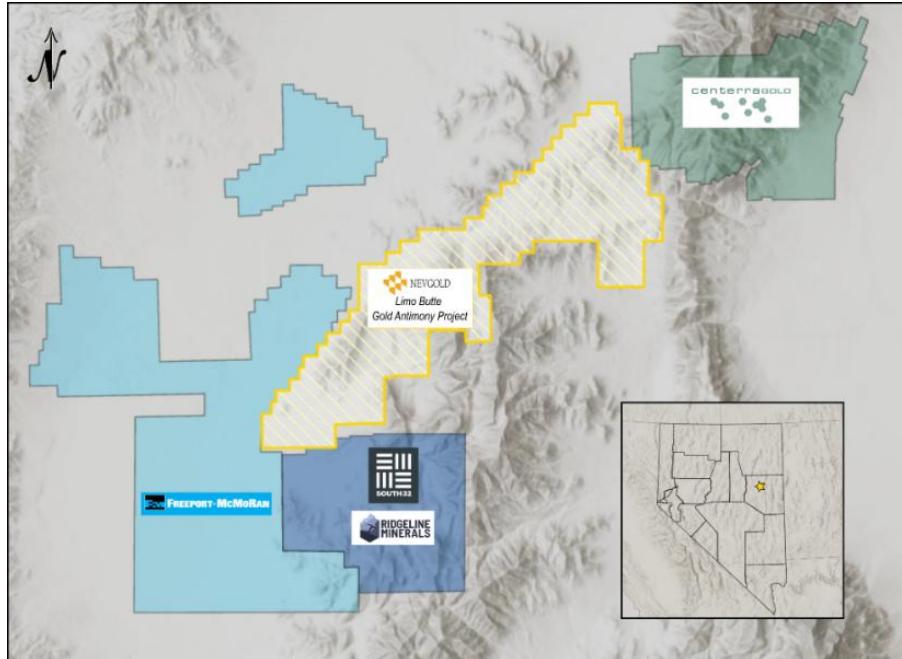 N
centerraGOLD
NEVGOLD
Limo Butte
Gold Antimony Project
SOUTH32
FREEPORT-MCMORAN
RIDGELINE
MINERALS